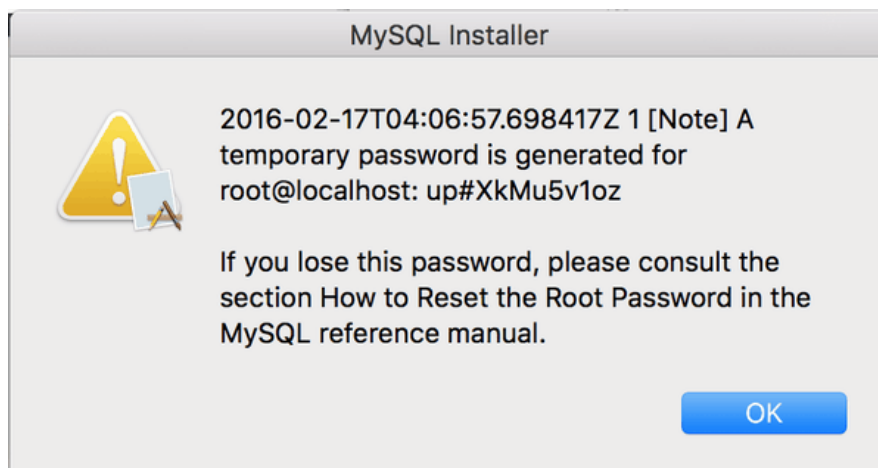 MySQL Installer
2016-02-17T04:06:57.698417Z 1 [Note] A
temporary password is generated for
root@localhost: up#XkMu5v1oz
If you lose this password, please consult the
section How to Reset the Root Password in the
MySQL reference manual.
OK